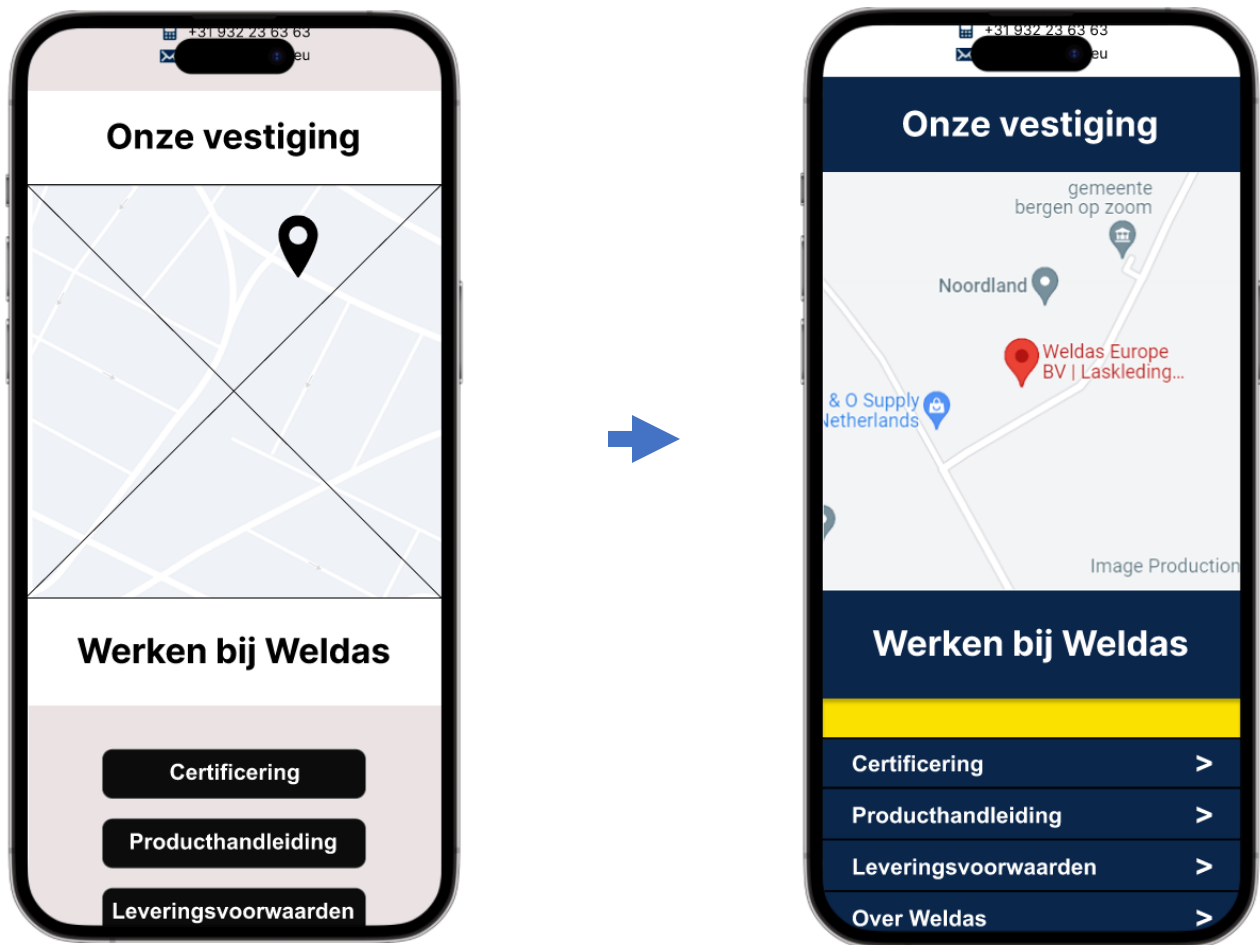 +31 932 23 63 63
eu
Onze vestiging
Werken bij Weldas
Certificering
Producthandleiding
Leveringsvoorwaarden
+31 932 23 63 63
eu
Onze vestiging
gemeente
bergen op zoom
Noordland
Weldas Europe
BV | Laskleding...
& O Supply
Netherlands
Image Production
Werken bij Weldas
Certificering >
Producthandleiding >
Leveringsvoorwaarden >
Over Weldas >